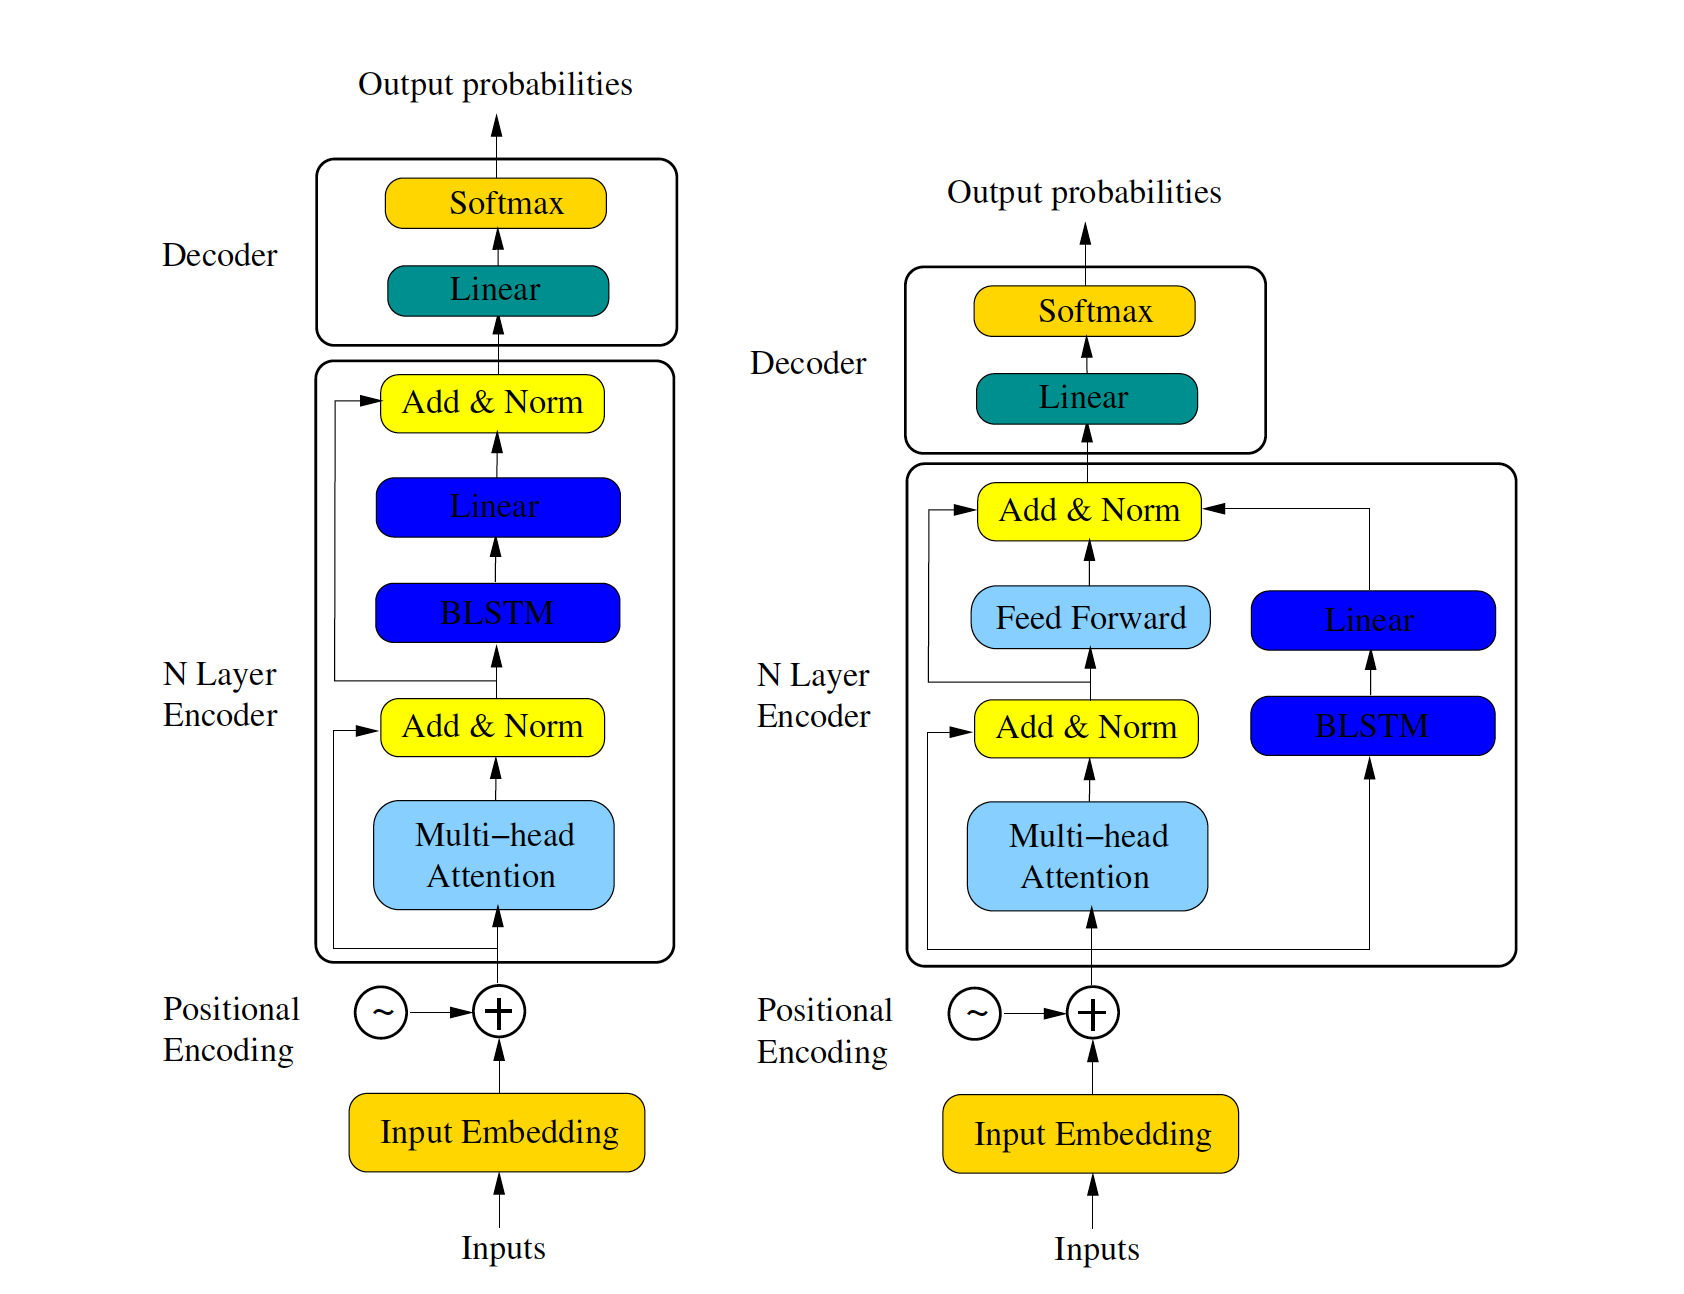 Output probabilities
Softmax
Decoder
Linear
Add & Norm
Linear
BLSTM
N Layer
Encoder
Add & Norm
Multi−head
Attention
Positional
Encoding
~
+
Input Embedding
Inputs
Output probabilities
Softmax
Decoder
Linear
Add & Norm
Feed Forward
Linear
N Layer
Encoder
Add & Norm
BLSTM
Multi−head
Attention
Positional
Encoding
~
+
Input Embedding
Inputs